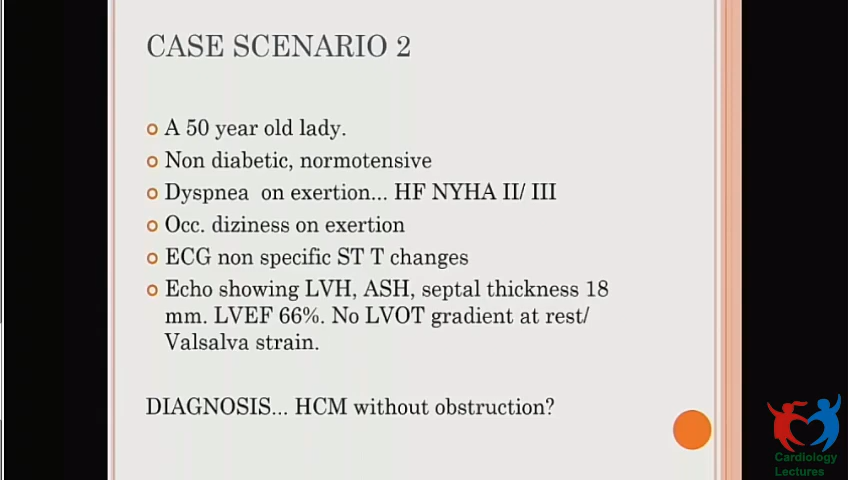 CASE SCENARIO 2
A 50 year old lady.
Non diabetic, normotensive
Dyspnea on exertion... HF NYHA II/ III
Occ. diziness on exertion
ECG non specific ST T changes
Echo showing LVH, ASH, septal thickness 18
mm. LVEF 66%. No LVOT gradient at rest/
Valsalva strain.
DIAGNOSIS... HCM without obstruction?
Cardiology
Lectures